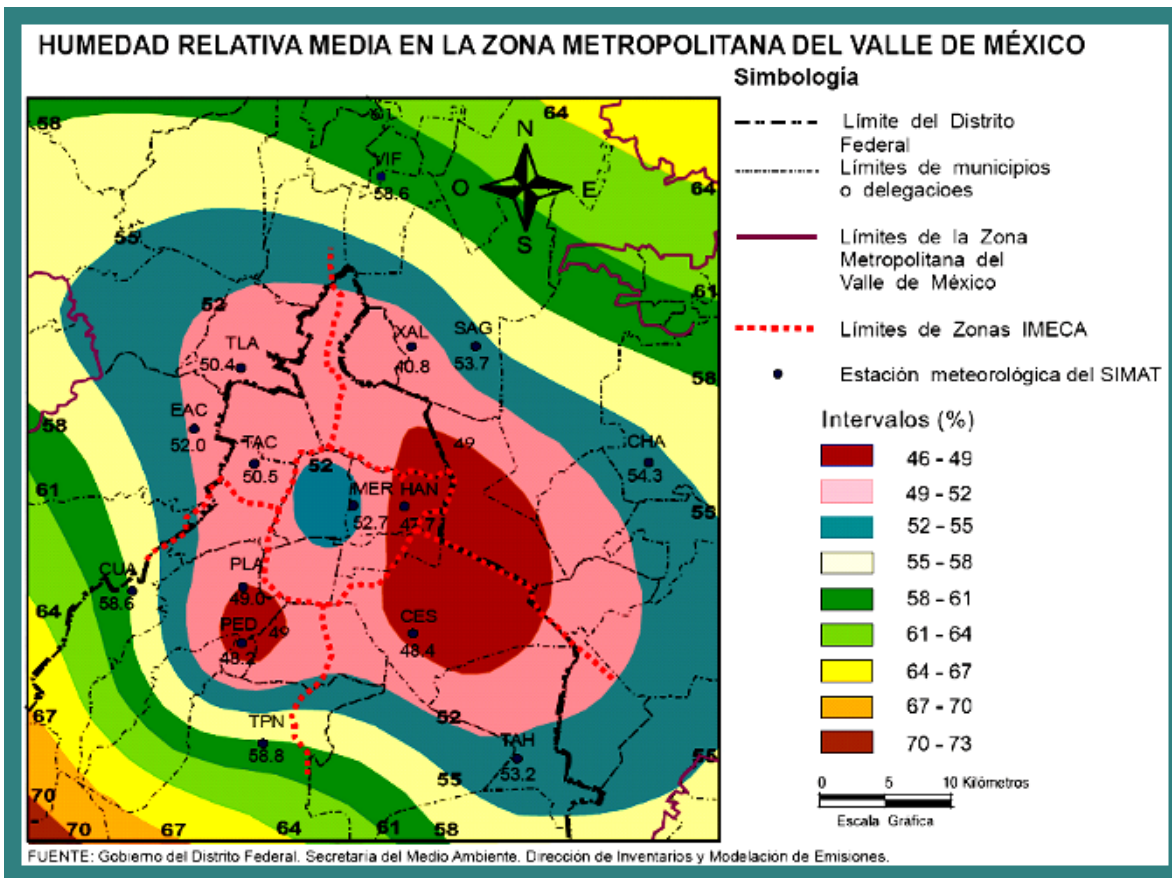 HUMEDAD RELATIVA MEDIA EN LA ZONA METROPOLITANA DEL VALLE DE MÉXICO
Simbología
Límite del Distrito
Federal
Límites de municipios
o delegacioes
Límites de la Zona
Metropolitana del
Valle de México
Límites de Zonas IMECA
Estación meteorológica del SIMAT
Intervalos (%)
46 - 49
49 - 52
52 - 55
55 - 58
58 - 61
61 - 64
64 - 67
67 - 70
70 - 73
0 5 10 Kilómetros
Escala Gráfica
58
61
64
N
O
E
S
VIF
58.6
64
55
61
52
TLA
50.4
XAL
40.8
SAG
53.7
58
EAC
52.0
58
TAC
50.5
49
CHA
54.3
52
61
MER
52.7
HAN
55
CUA
58.6
PLA
49.0
64
PED
49
48.2
CES
48.4
67
52
TPN
58.8
TAH
53.2
55
55
70
70
67
64
61
58
FUENTE: Gobierno del Distrito Federal. Secretaría del Medio Ambiente. Dirección de Inventarios y Modelación de Emisiones.